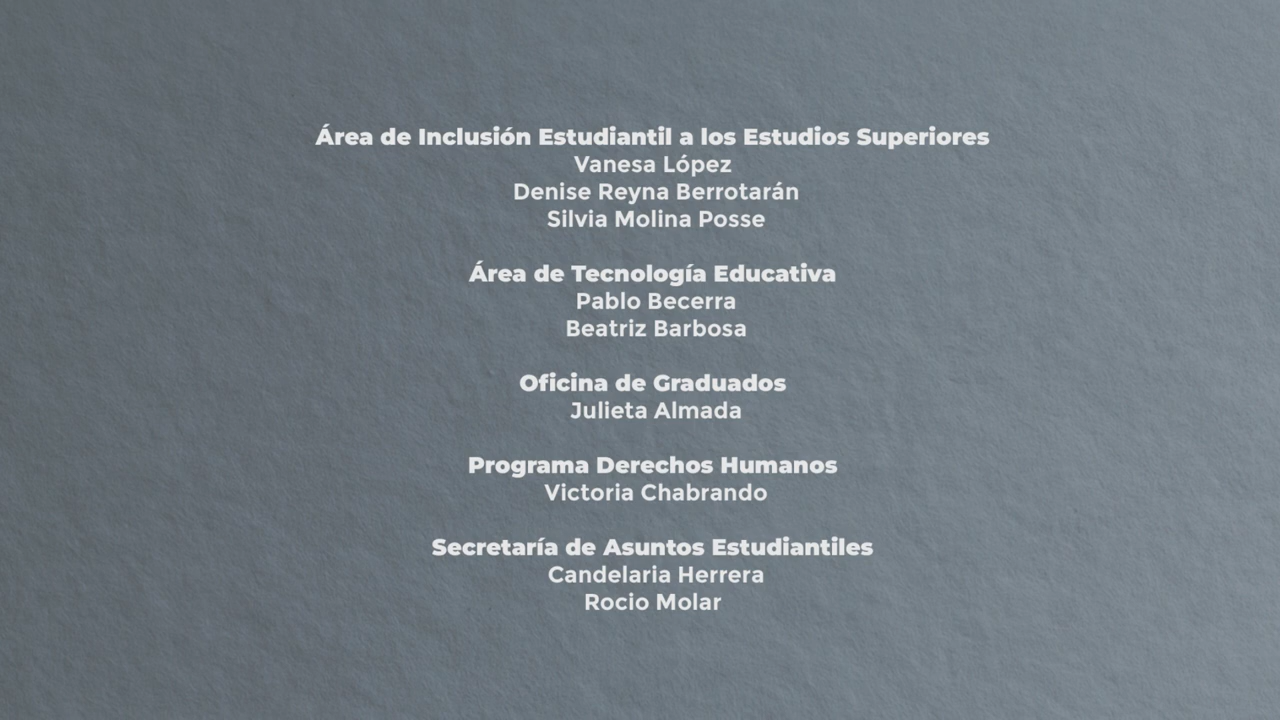 Área de Inclusión Estudiantil a los Estudios Superiores
Vanesa López
Denise Reyna Berrotarán
Silvia Molina Posse
Área de Tecnología Educativa
Pablo Becerra
Beatriz Barbosa
Oficina de Graduados
Julieta Almada
Programa Derechos Humanos
Victoria Chabrando
Secretaría de Asuntos Estudiantiles
Candelaria Herrera
Rocio Molar